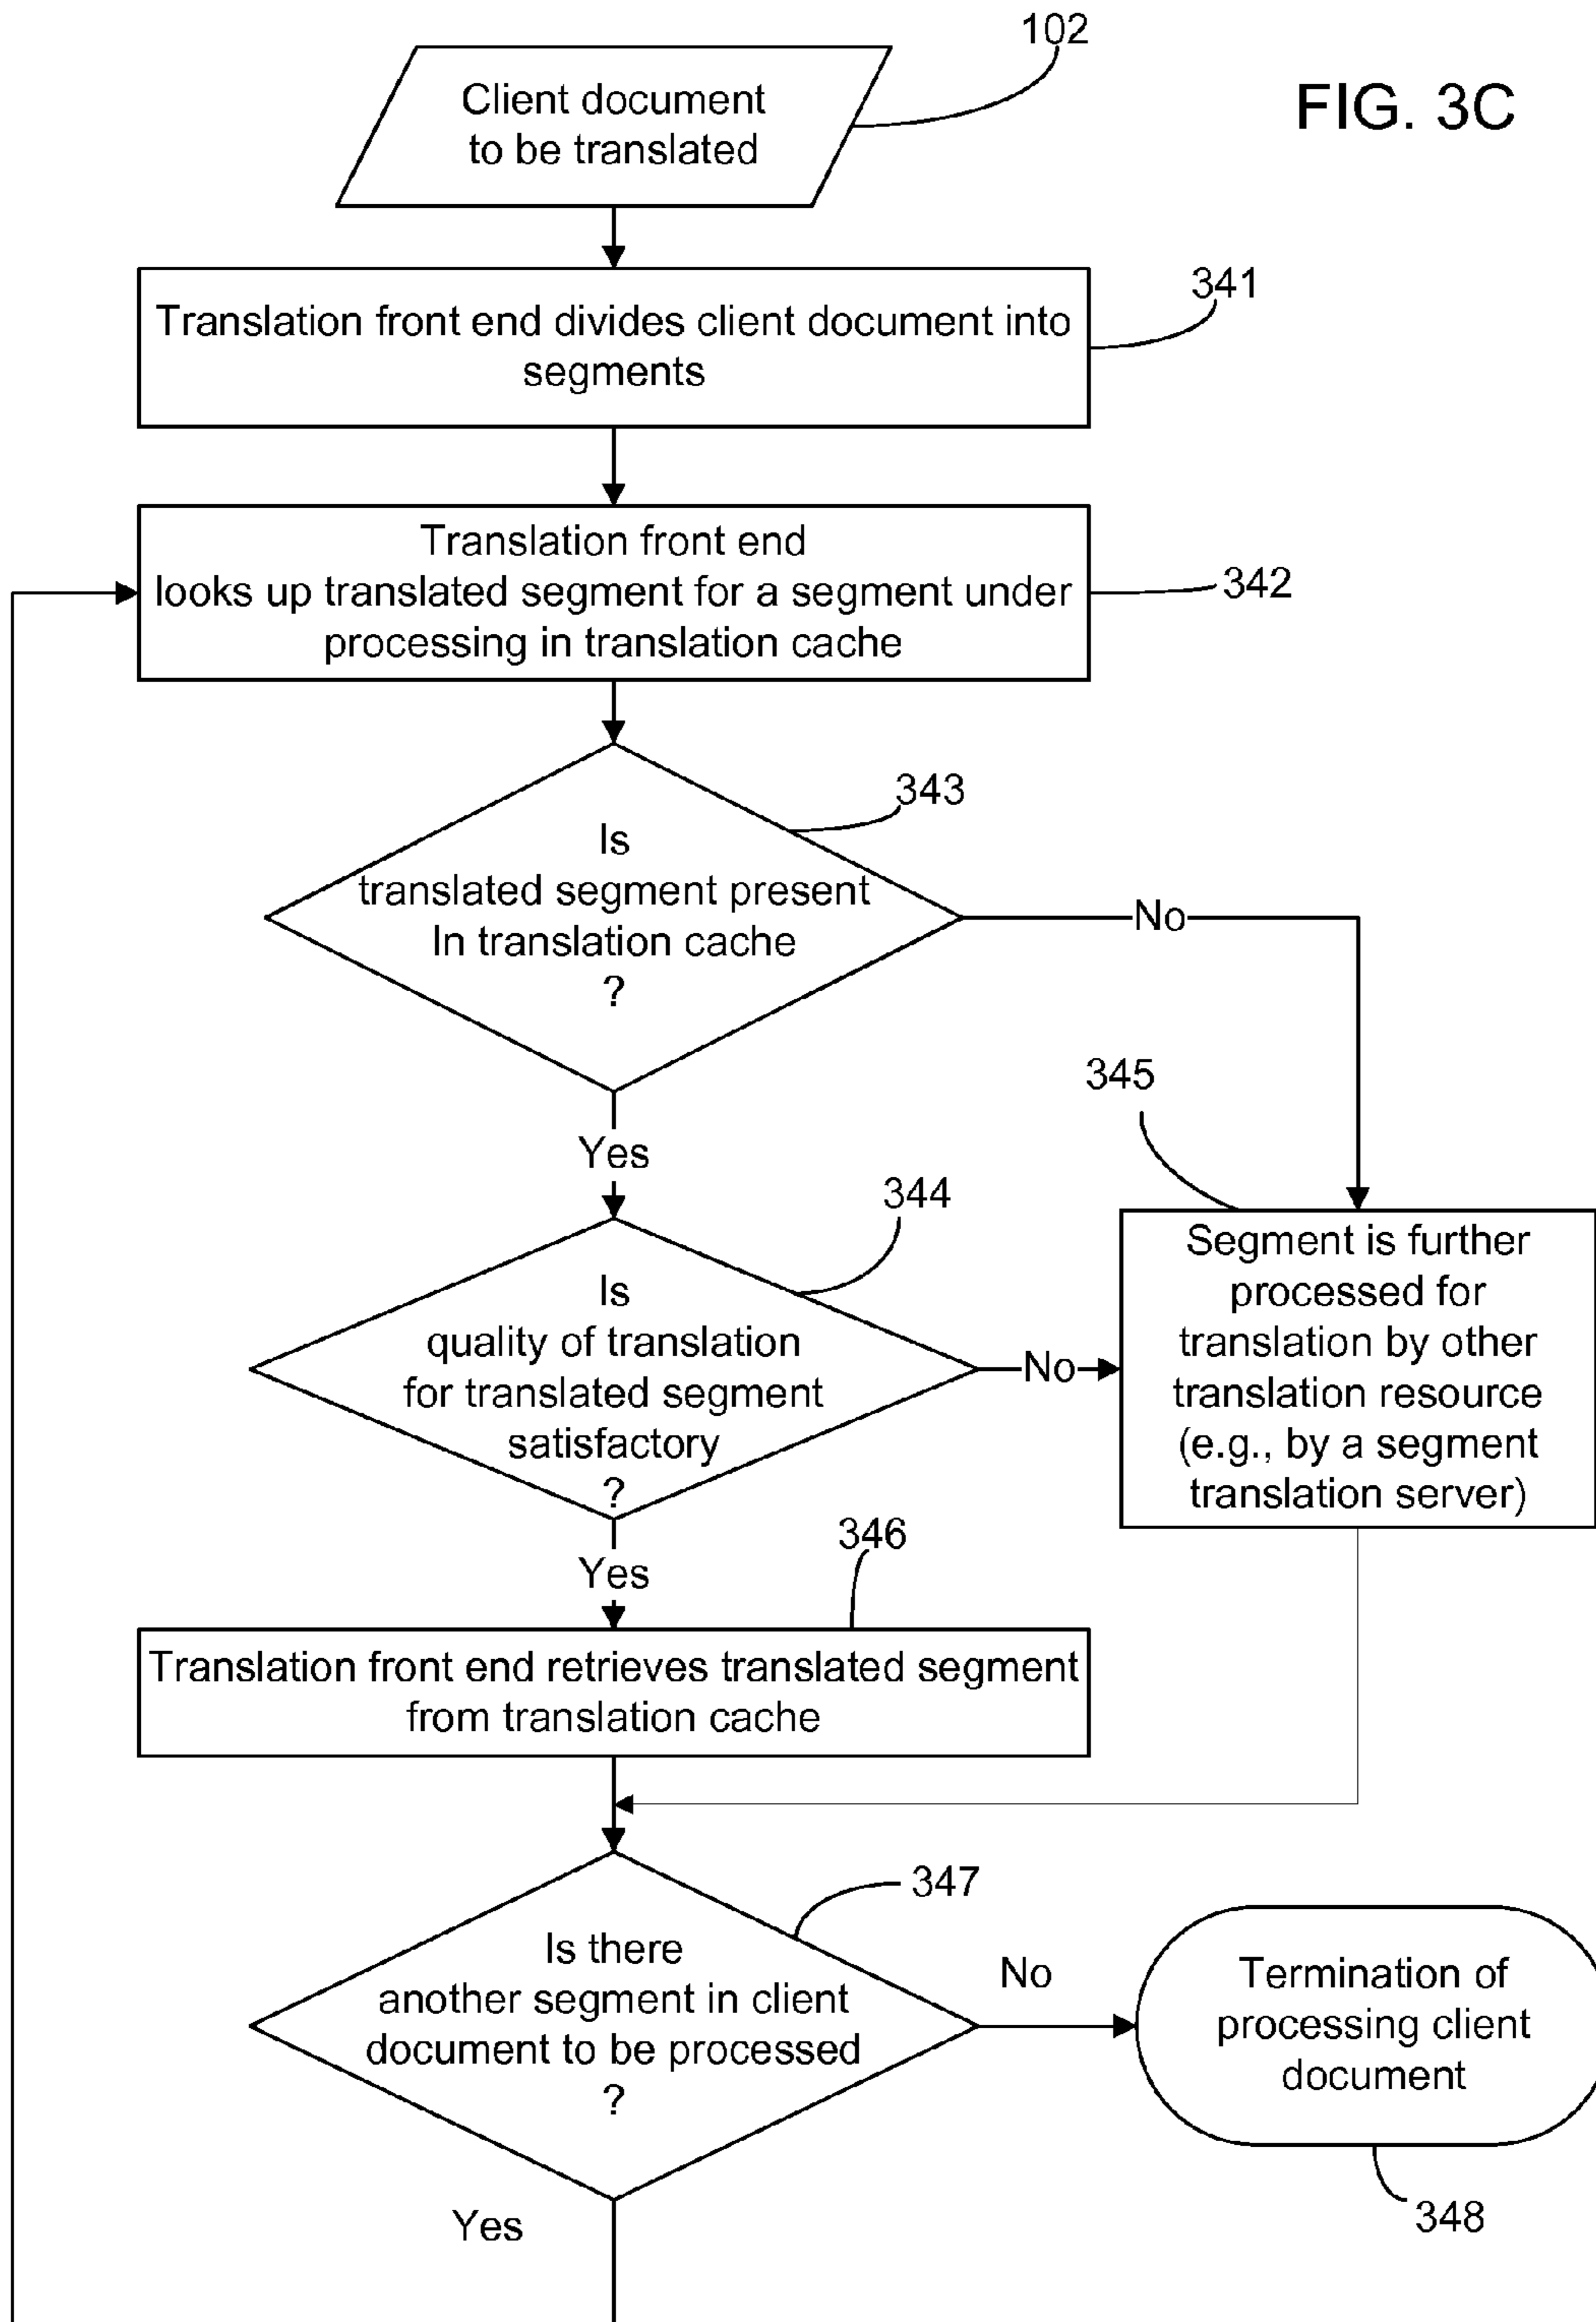 102
FIG. 3C
Client document
to be translated
341
Translation front end divides client document into
segments
Translation front end
looks up translated segment for a segment under
processing in translation cache
342
343
Is
translated segment present
In translation cache
?
No
Yes
345
344
Is
quality of translation
for translated segment
satisfactory
?
No
Segment is further
processed for
translation by other
translation resource
(e.g., by a segment
translation server)
Yes
346
Translation front end retrieves translated segment
from translation cache
347
Is there
another segment in client
document to be processed
?
No
Termination of
processing client
document
Yes
348